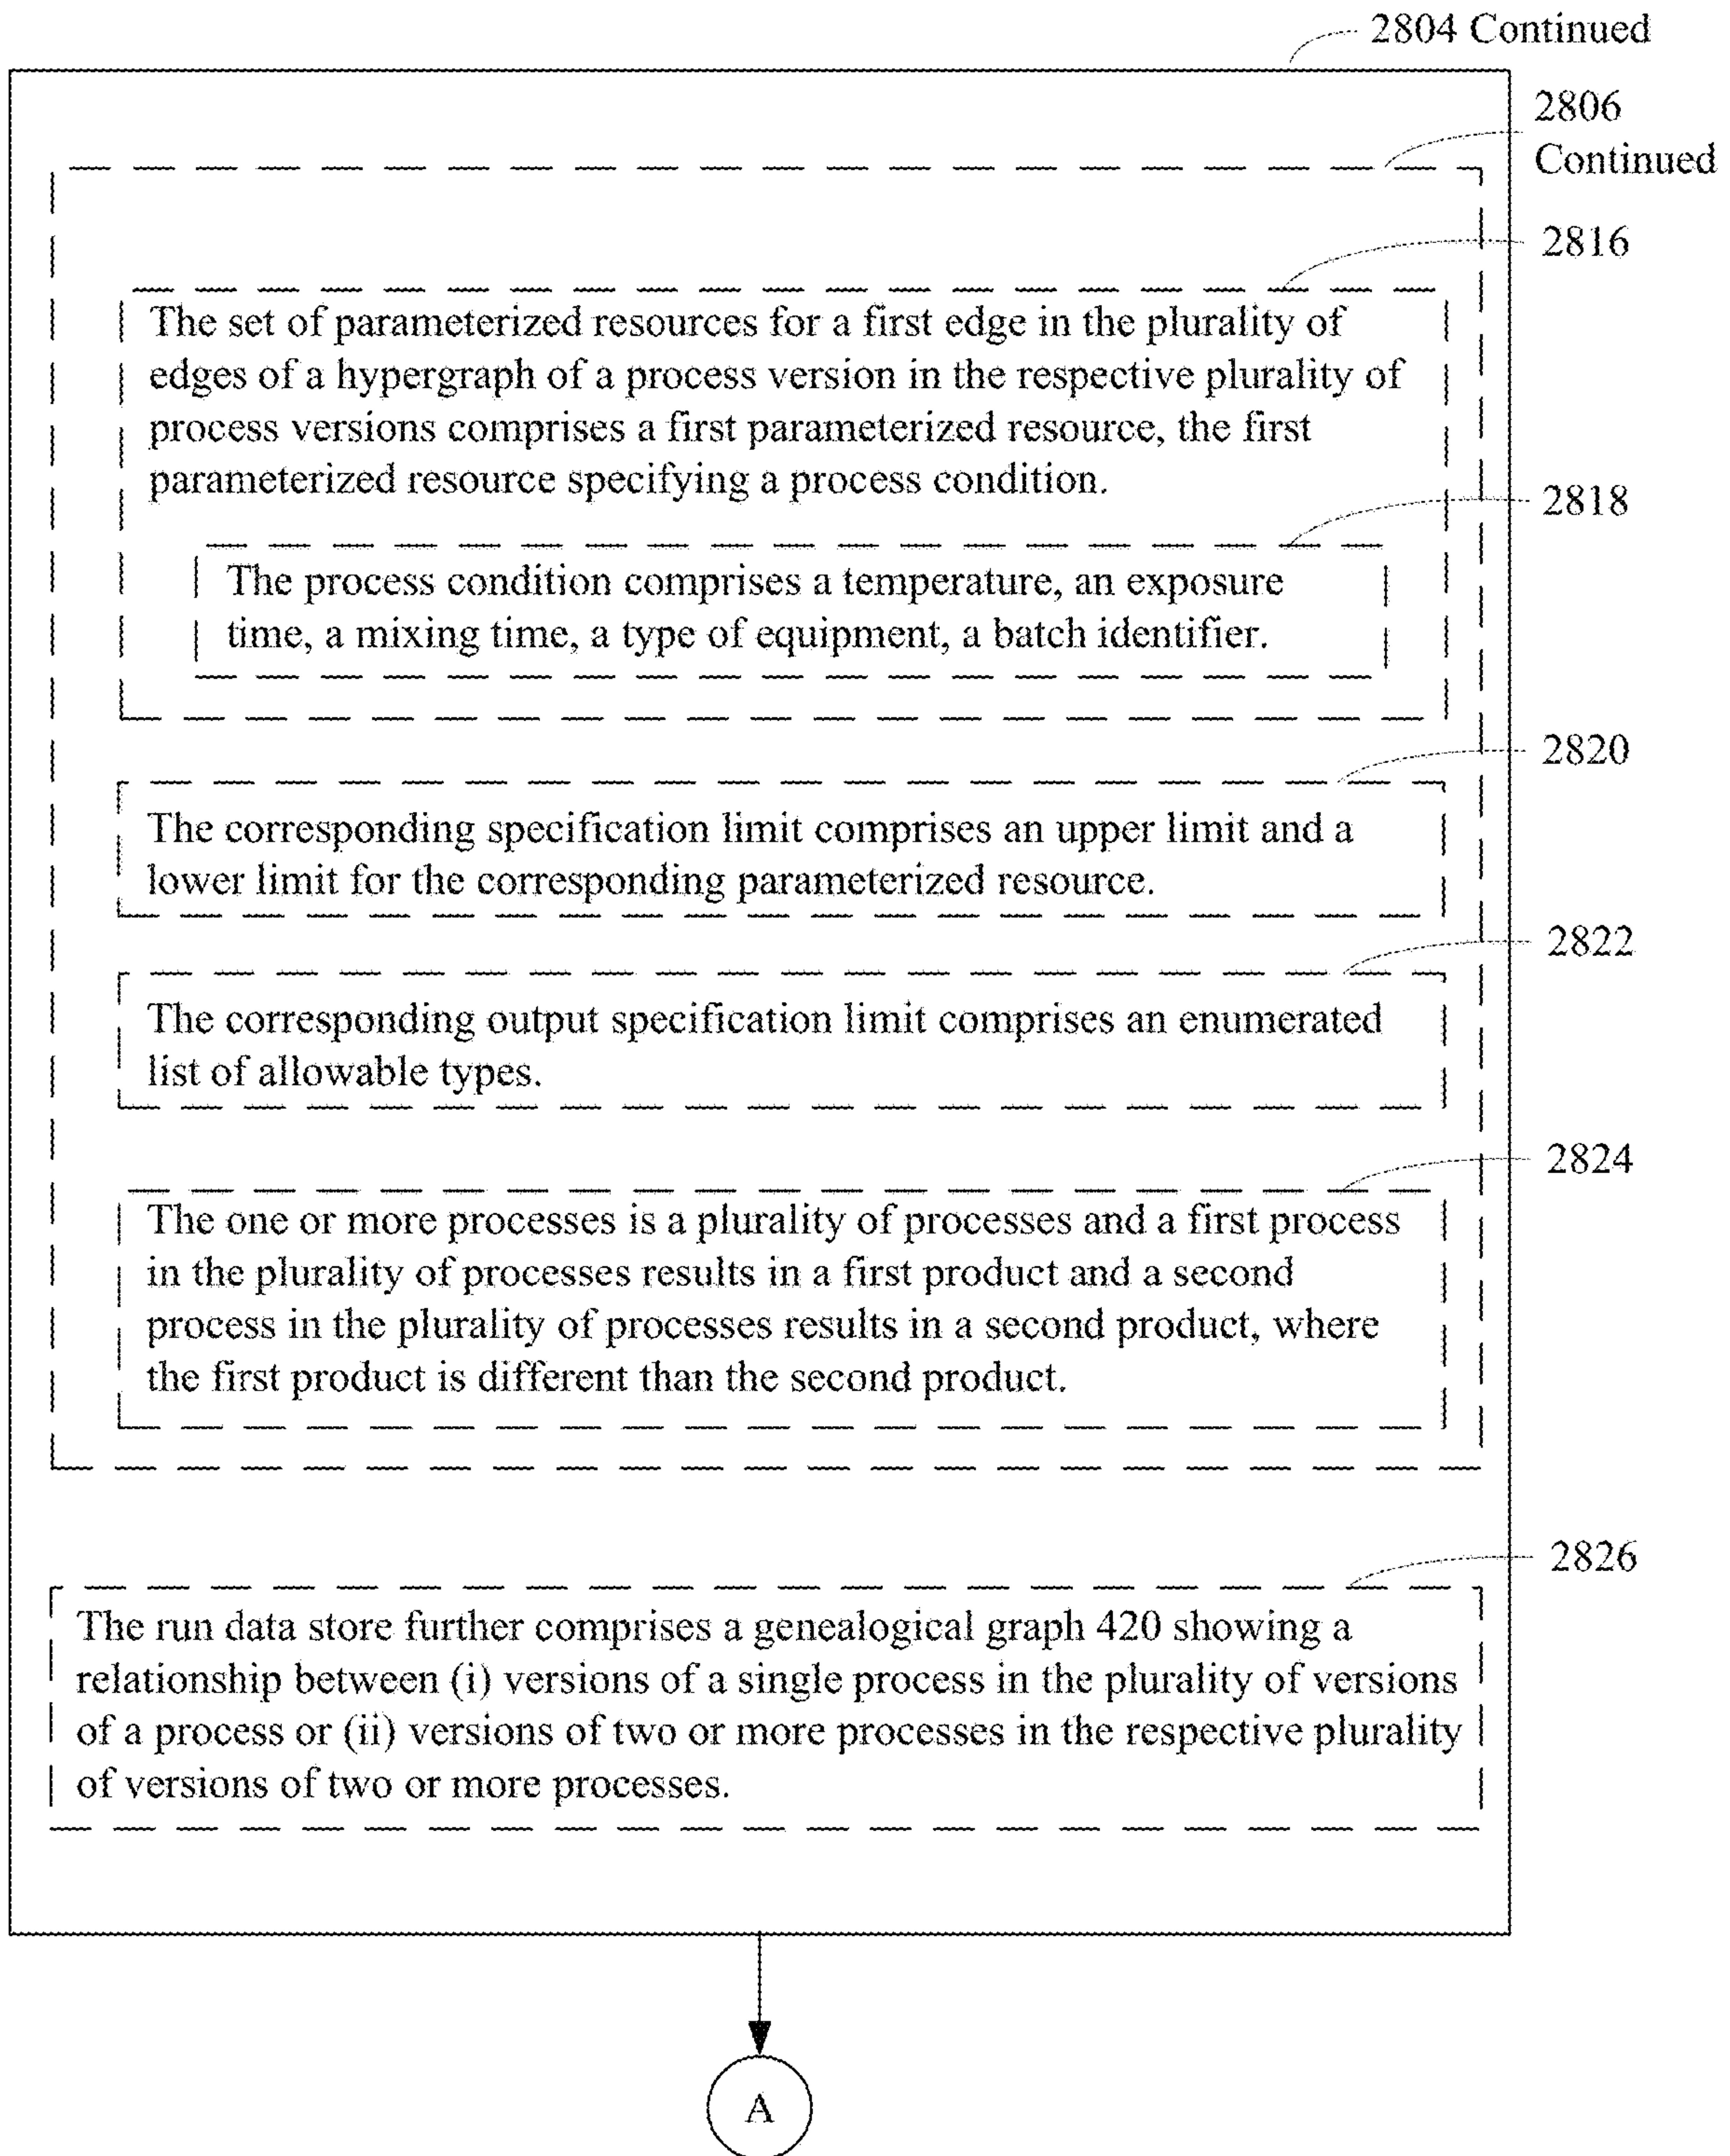 2804 Continued
2806
Continued
2816
The set of parameterized resources for a first edge in the plurality of
edges of a hypergraph of a process version in the respective plurality of
process versions comprises a first parameterized resource, the first
parameterized resource specifying a process condition.
2818
The process condition comprises a temperature, an exposure
time, a mixing time, a type of equipment, a batch identifier.
2820
The corresponding specification limit comprises an upper limit and a
lower limit for the corresponding parameterized resource.
2822
The corresponding output specification limit comprises an enumerated
list of allowable types.
2824
The one or more processes is a plurality of processes and a first process
in the plurality of processes results in a first product and a second
process in the plurality of processes results in a second product, where
the first product is different than the second product.
2826
The run data store further comprises a genealogical graph 420 showing a
relationship between (i) versions of a single process in the plurality of versions
of a process or (ii) versions of two or more processes in the respective plurality
of versions of two or more processes.
A